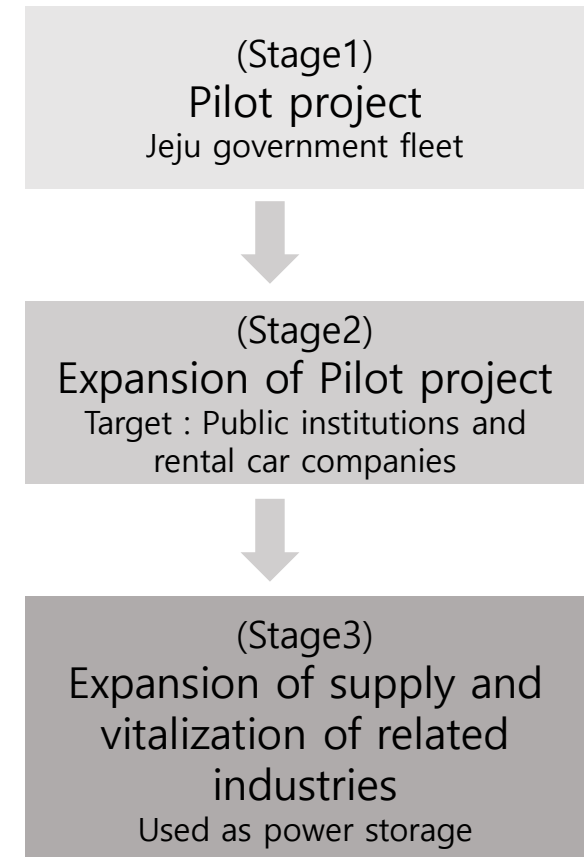 (Stage1)
Pilot project
Jeju government fleet
(Stage2)
Expansion of Pilot project
Target : Public institutions and
rental car companies
(Stage3)
Expansion of supply and
vitalization of related
industries
Used as power storage